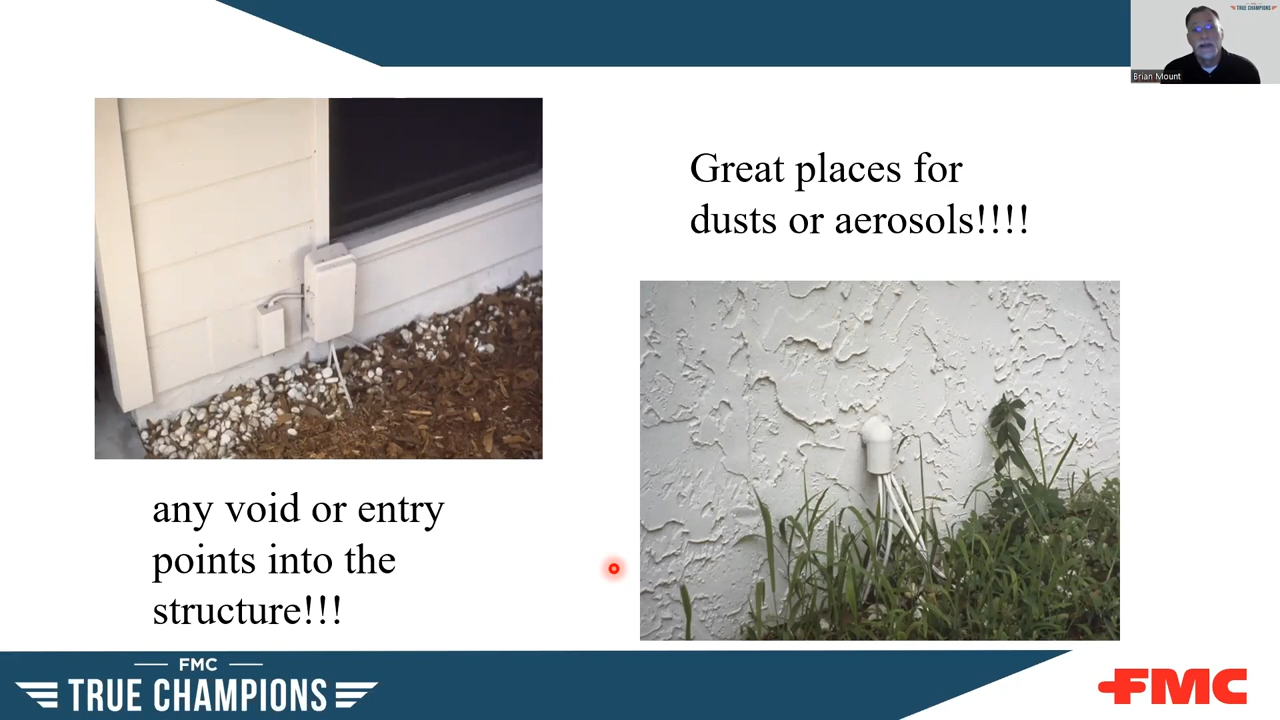 TRUE CHAMPIONS
Brian Mount
Great places for
dusts or aerosols!!!!
any void or entry
points into the
structure!!!
FMC
TRUE CHAMPIONS
FMC